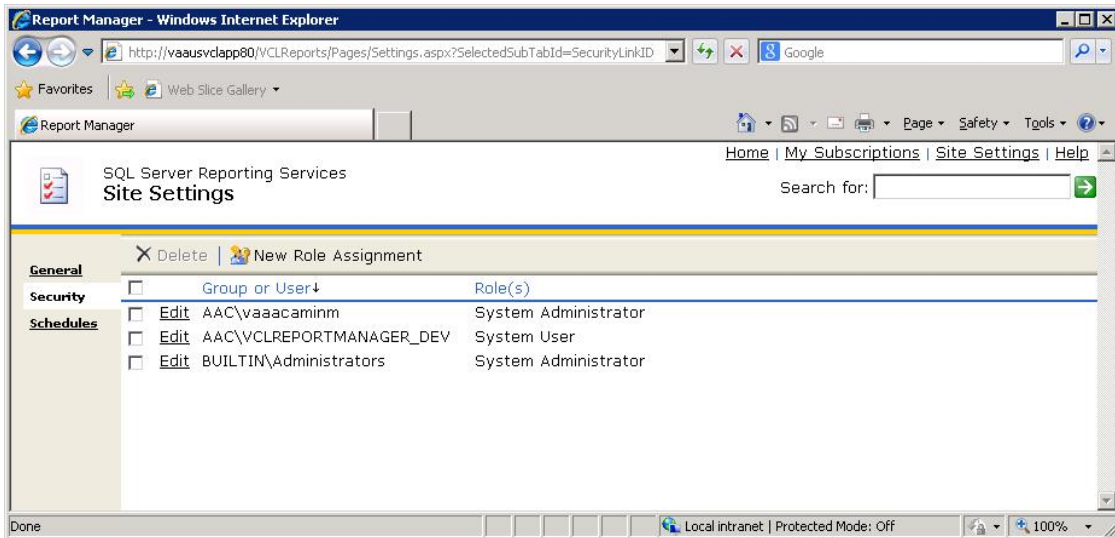 Report Manager - Windows Internet Explorer
http://vaausvclapp80/VCLReports/Pages/Settings.aspx?SelectedSubTabId=SecurityLinkID Google
Favorites Web Slice Gallery
Report Manager Page Safety Tools
Home | My Subscriptions | Site Settings | Help
SQL Server Reporting Services
Site Settings
Search for:
Delete | New Role Assignment
General
Security
Schedules
Group or User↓ Role(s)
Edit AAC\vaaacaminm System Administrator
Edit AAC\VCLREPORTMANAGER_DEV System User
Edit BUILTIN\Administrators System Administrator
Done Local intranet | Protected Mode: Off 100%